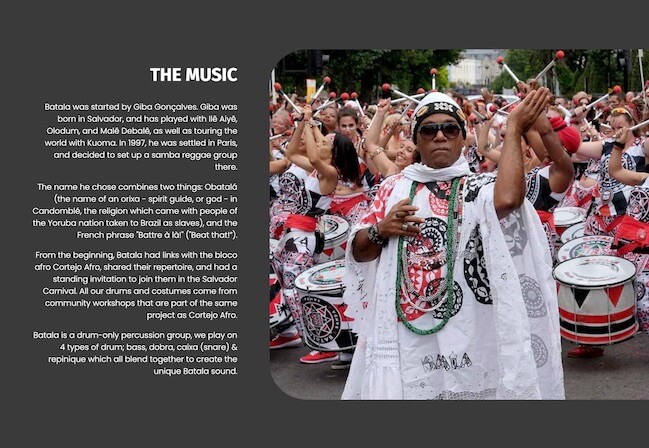 THE MUSIC
Batala was started by Giba Gonçalves. Giba was
born in Salvador, and has played with Ilê Aiyê,
Olodum, and Malê Debalê, as well as touring the
world with Kuoma. In 1997, he was settled in Paris,
and decided to set up a samba reggae group
there.
The name he chose combines two things: Obatalá
(the name of an orixa - spirit guide, or god - in
Candomblé, the religion which came with people of
the Yoruba nation taken to Brazil as slaves), and the
French phrase "Battre à là!" ("Beat that!").
From the beginning, Batala had links with the bloco
afro Cortejo Afro, shared their repertoire, and had a
standing invitation to join them in the Salvador
Carnival. All our drums and costumes come from
community workshops that are part of the same
project as Cortejo Afro.
Batala is a drum-only percussion group, we play on
4 types of drum; bass, dobra, caixa (snare) &
repinique which all blend together to create the
unique Batala sound.